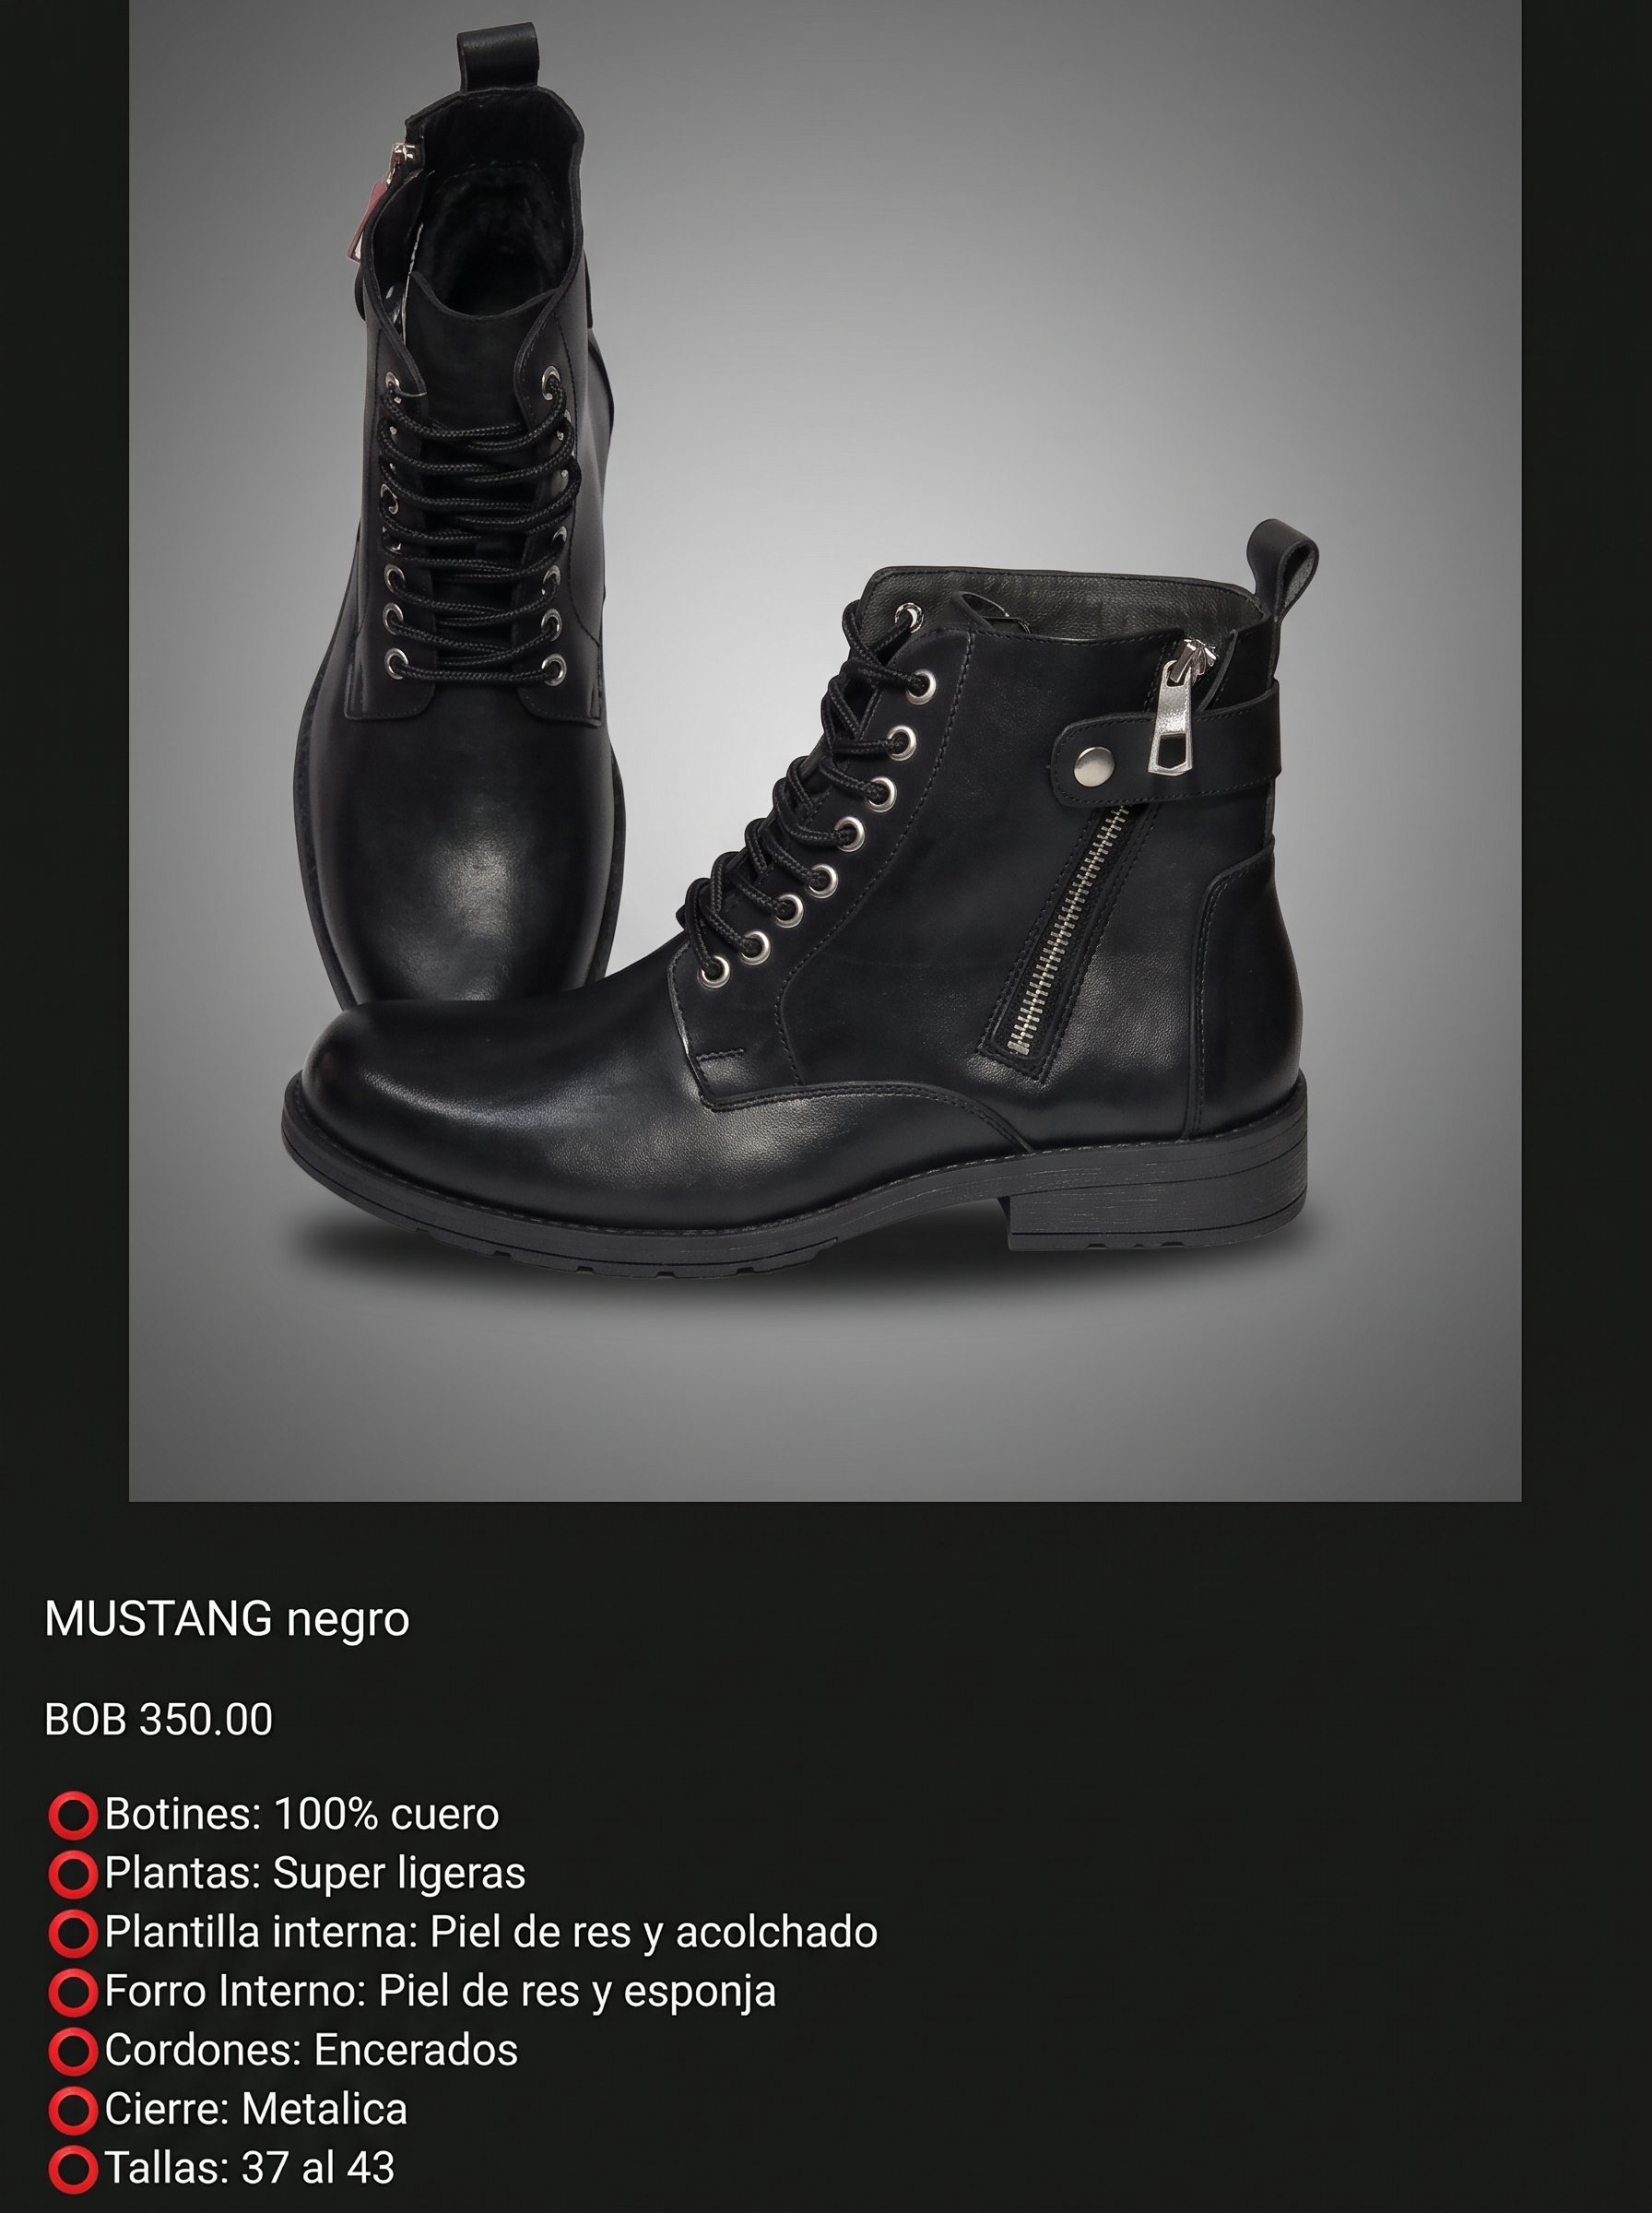 MUSTANG negro
BOB 350.00
⭕Botines: 100% cuero
⭕Plantas: Super ligeras
⭕Plantilla interna: Piel de res y acolchado
⭕Forro Interno: Piel de res y esponja
⭕Cordones: Encerados
⭕Cierre: Metalica
⭕Tallas: 37 al 43